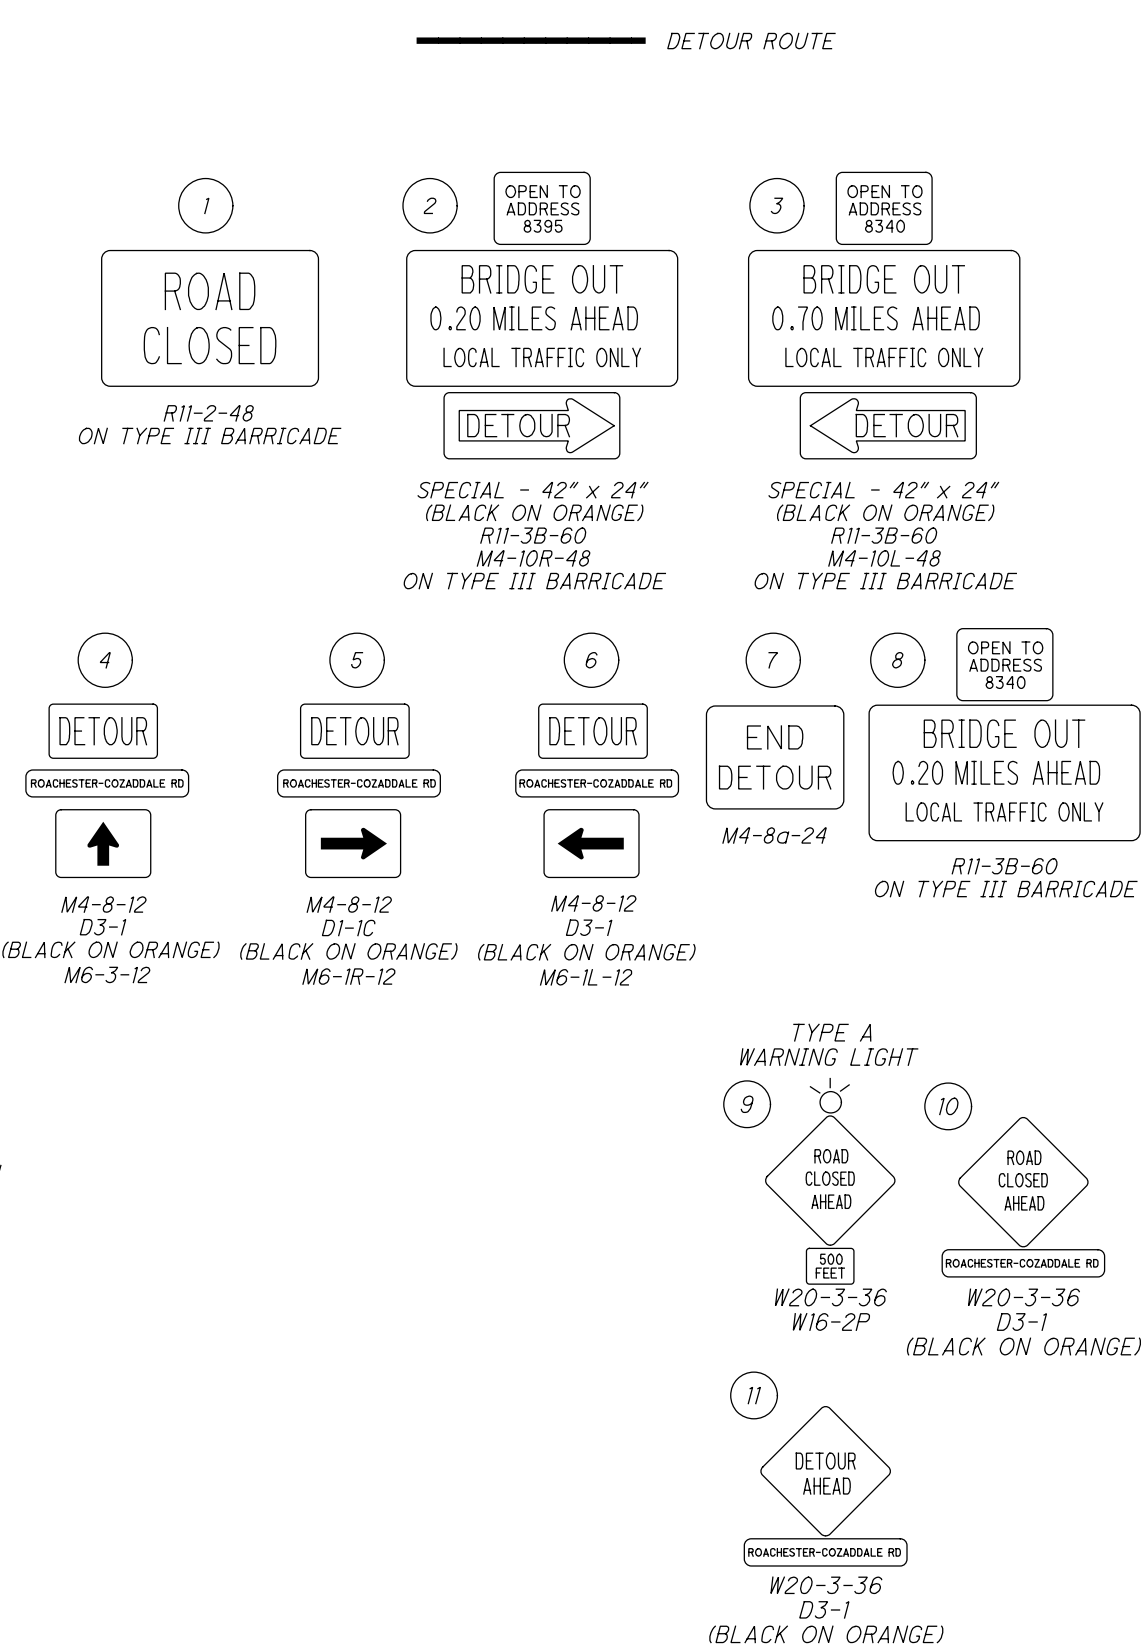 DETOUR ROUTE
1
ROAD
CLOSED
R11-2-48
ON TYPE III BARRICADE
2
OPEN TO
ADDRESS
8395
BRIDGE OUT
0.20 MILES AHEAD
LOCAL TRAFFIC ONLY
DETOUR
SPECIAL - 42" x 24"
(BLACK ON ORANGE)
R11-3B-60
M4-10R-48
ON TYPE III BARRICADE
3
OPEN TO
ADDRESS
8340
BRIDGE OUT
0.70 MILES AHEAD
LOCAL TRAFFIC ONLY
DETOUR
SPECIAL - 42" x 24"
(BLACK ON ORANGE)
R11-3B-60
M4-10L-48
ON TYPE III BARRICADE
4
DETOUR
ROACHESTER-COZADDALE RD
M4-8-12
D3-1
(BLACK ON ORANGE)
M6-3-12
5
DETOUR
ROACHESTER-COZADDALE RD
M4-8-12
D1-1C
(BLACK ON ORANGE)
M6-1R-12
6
DETOUR
ROACHESTER-COZADDALE RD
M4-8-12
D3-1
(BLACK ON ORANGE)
M6-1L-12
7
END
DETOUR
M4-8a-24
8
OPEN TO
ADDRESS
8340
BRIDGE OUT
0.20 MILES AHEAD
LOCAL TRAFFIC ONLY
R11-3B-60
ON TYPE III BARRICADE
TYPE A
WARNING LIGHT
9
ROAD
CLOSED
AHEAD
500
FEET
W20-3-36
W16-2P
10
ROAD
CLOSED
AHEAD
ROACHESTER-COZADDALE RD
W20-3-36
D3-1
(BLACK ON ORANGE)
11
DETOUR
AHEAD
ROACHESTER-COZADDALE RD
W20-3-36
D3-1
(BLACK ON ORANGE)